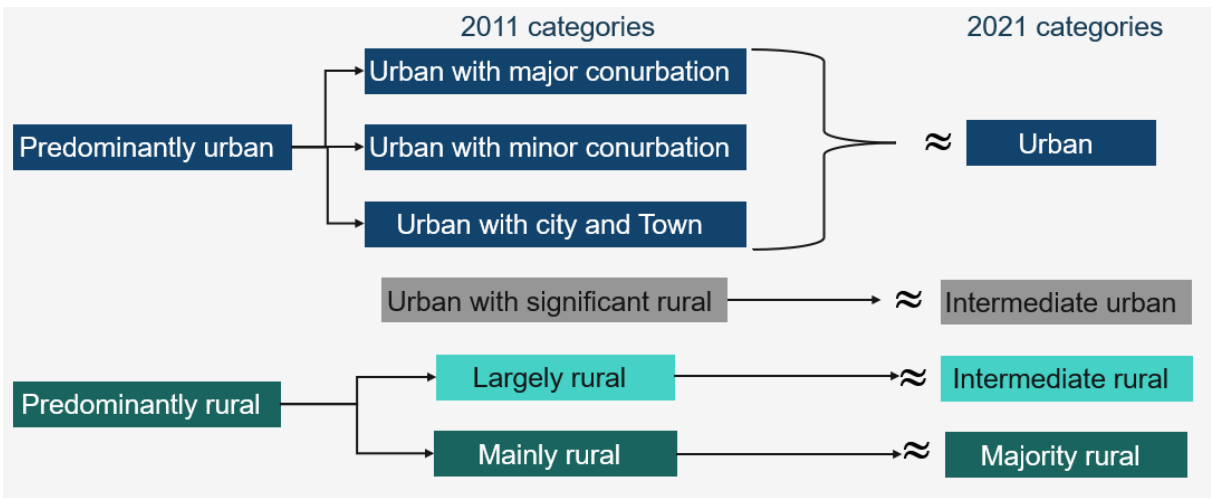 2011 categories
2021 categories
Urban with major conurbation
Predominantly urban
Urban with minor conurbation
≈
Urban
Urban with city and Town
Urban with significant rural
≈
Intermediate urban
Largely rural
≈
Intermediate rural
Predominantly rural
Mainly rural
≈
Majority rural